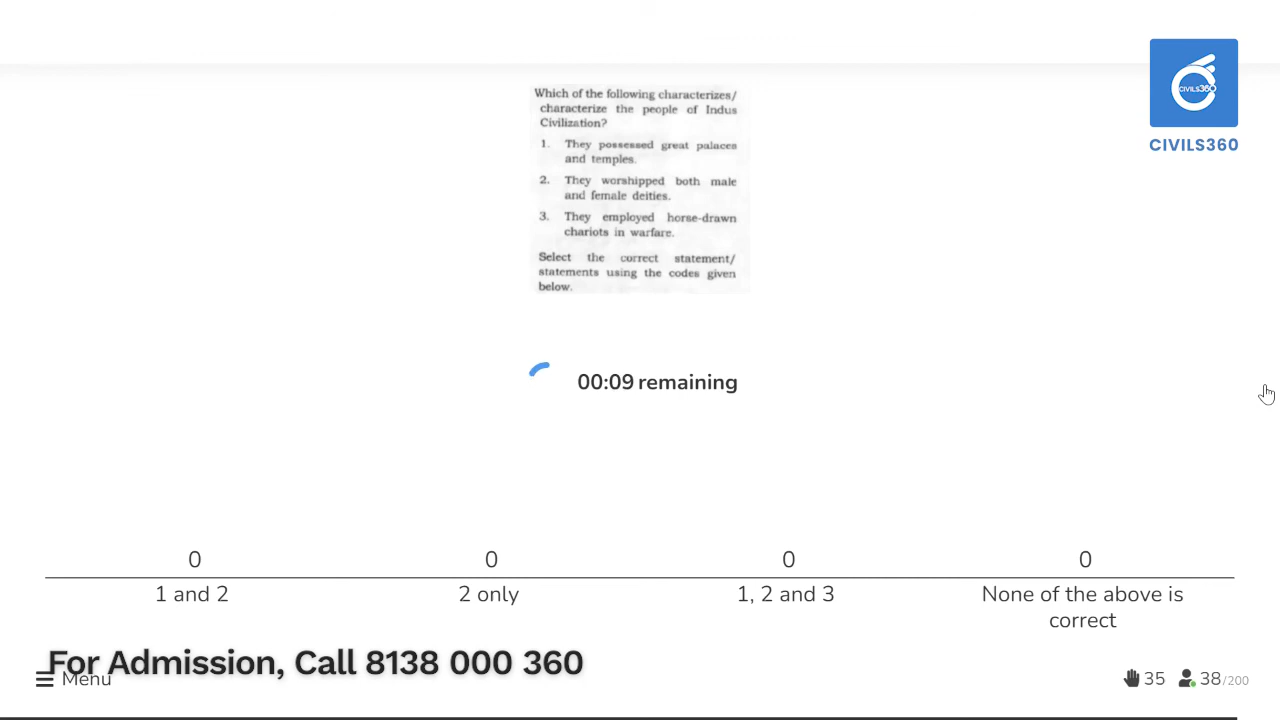 Which of the following characterizes/
characterize the people of Indus
Civilization?
1. They possessed great palaces
and temples.
2. They worshipped both male
and female deities.
3. They employed horse-drawn
chariots in warfare.
Select the correct statement/
statements using the codes given
below.
CIVILS360
CIVILS360
00:09 remaining
0
0
0
0
1 and 2
2 only
1, 2 and 3
None of the above is
correct
For Admission, Call 8138 000 360
Menu
35
38/200